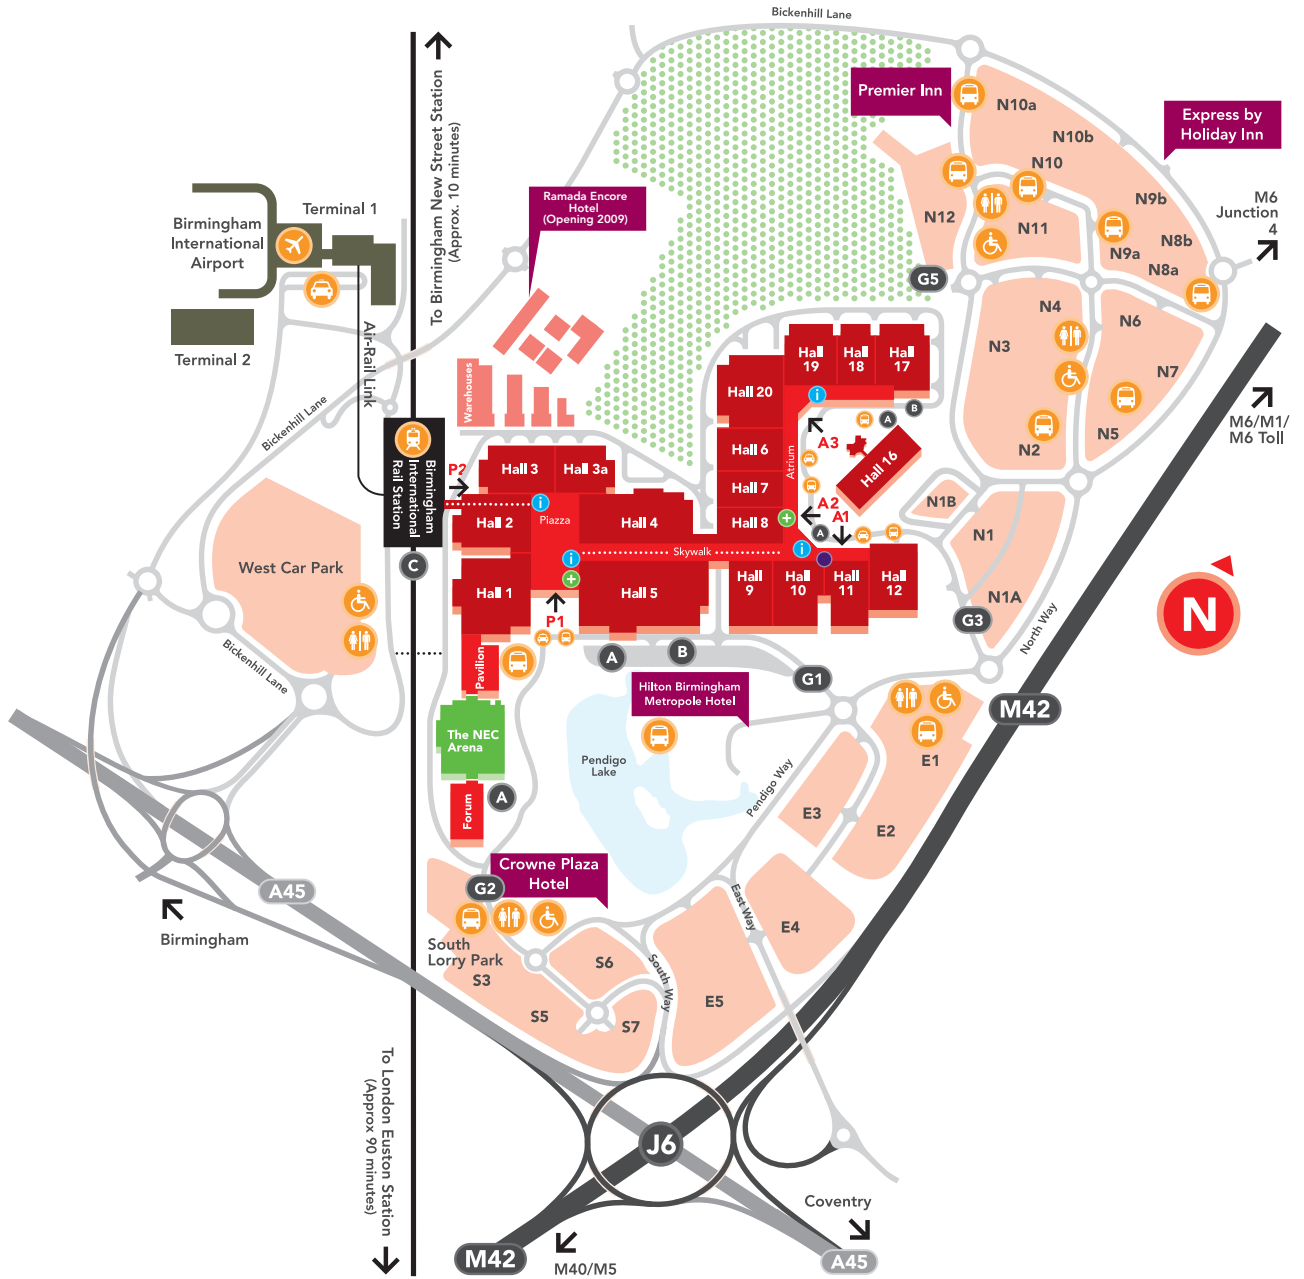 Bickenhill Lane
To Birmingham New Street Station
(Approx. 10 minutes)
Premier Inn
N10a
N10b
N10
Express by
Holiday Inn
M6
Junction
4
N9b
N8b
N9a
N8a
N12
N11
G5
Terminal 1
Birmingham
International
Airport
Terminal 2
Air-Rail Link
Ramada Encore
Hotel
(Opening 2009)
Warehouses
Bickenhill Lane
N4
N3
N6
N7
N2
N5
M6/M1/
M6 Toll
Hall
19
Hall
18
Hall
17
Hall 20
i
B
A
A3
Hall 6
Atrium
Hall 16
Hall 7
Hall 8
A2
A1
A
N1B
N1
N1A
G3
North Way
N
Birmingham
International
Rail Station
C
P2
Hall 3
Hall 3a
i
Piazza
Hall 2
Hall 4
i
Skywalk
i
Hall 1
Hall 5
Hall
9
Hall
10
Hall
11
Hall
12
P1
West Car Park
Bickenhill Lane
Pavilion
A
B
G1
M42
Hilton Birmingham
Metropole Hotel
The NEC
Arena
Pendigo
Lake
Pendigo Way
E1
E3
E2
Forum
A
Crowne Plaza
Hotel
G2
A45
Birmingham
South
Lorry Park
S3
S6
S5
S7
South Way
East Way
E4
E5
To London Euston Station
(Approx 90 minutes)
J6
Coventry
M42
M40/M5
A45